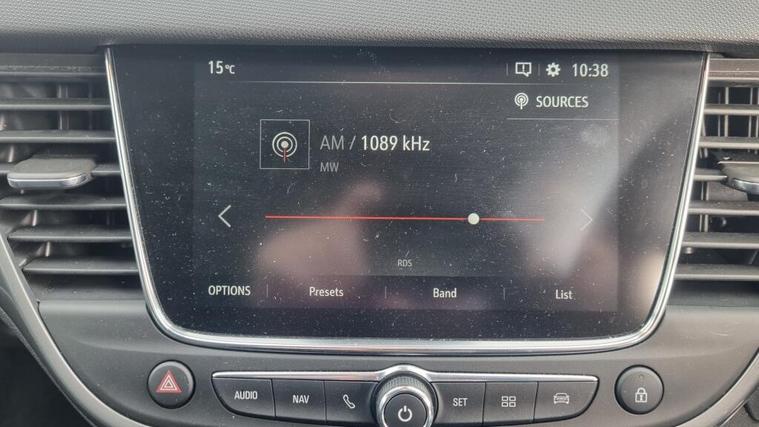 15°C
10:38
SOURCES
AM / 1089 kHz
MW
RDS
OPTIONS Presets Band List
AUDIO NAV SET